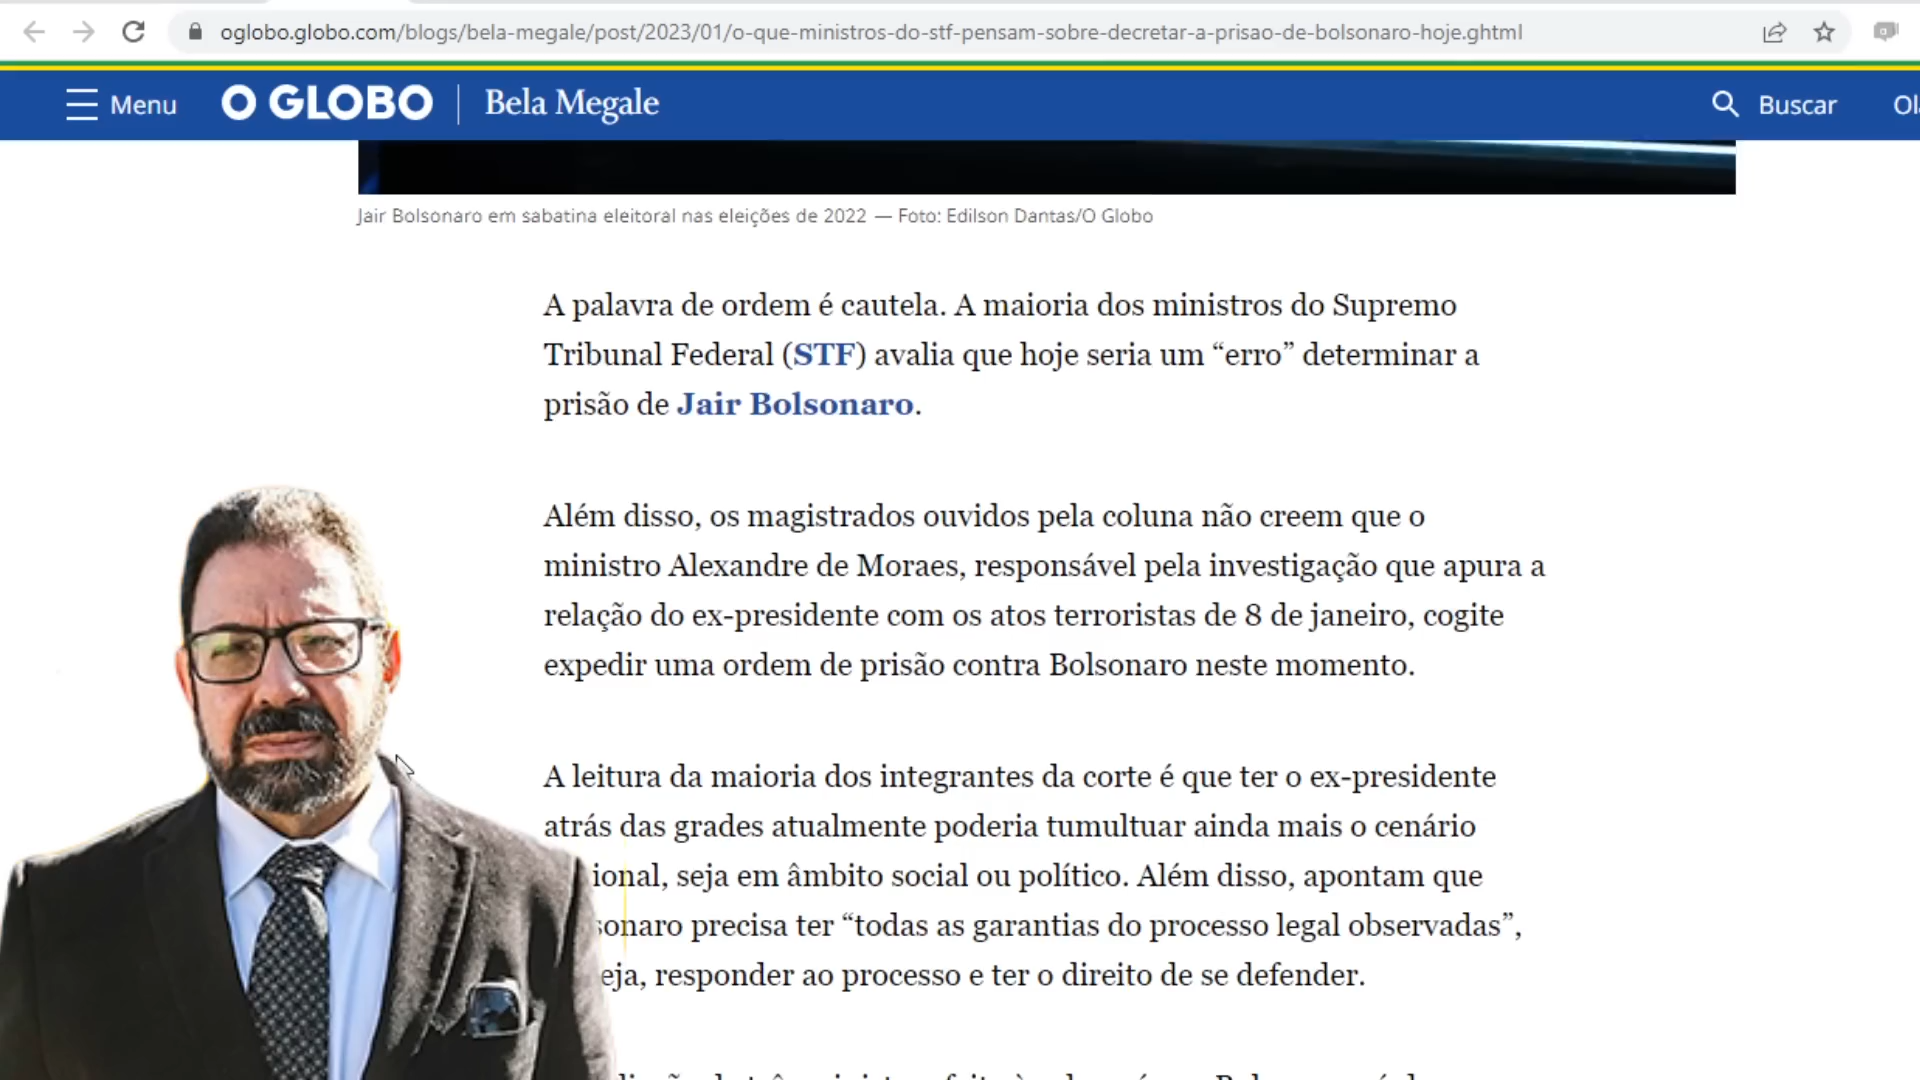 oglobo.globo.com/blogs/bela-megale/post/2023/01/o-que-ministros-do-stf-pensam-sobre-decretar-a-prisao-de-bolsonaro-hoje.ghtml
Menu O GLOBO Bela Megale Buscar
Jair Bolsonaro em sabatina eleitoral nas eleições de 2022 — Foto: Edilson Dantas/O Globo
A palavra de ordem é cautela. A maioria dos ministros do Supremo
Tribunal Federal (STF) avalia que hoje seria um “erro” determinar a
prisão de Jair Bolsonaro.
Além disso, os magistrados ouvidos pela coluna não creem que o
ministro Alexandre de Moraes, responsável pela investigação que apura a
relação do ex-presidente com os atos terroristas de 8 de janeiro, cogite
expedir uma ordem de prisão contra Bolsonaro neste momento.
A leitura da maioria dos integrantes da corte é que ter o ex-presidente
atrás das grades atualmente poderia tumultuar ainda mais o cenário
ional, seja em âmbito social ou político. Além disso, apontam que
sonaro precisa ter “todas as garantias do processo legal observadas”,
eja, responder ao processo e ter o direito de se defender.